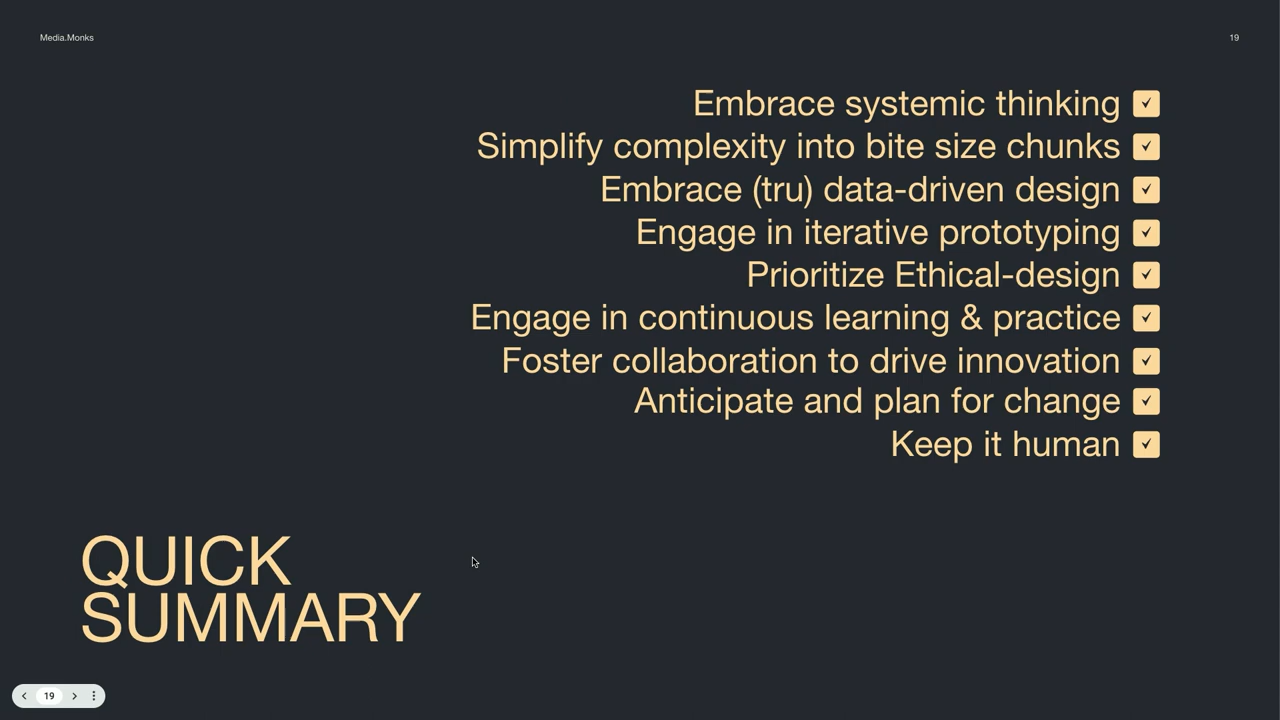 Media.Monks
19
Embrace systemic thinking
Simplify complexity into bite size chunks
Embrace (tru) data-driven design
Engage in iterative prototyping
Prioritize Ethical-design
Engage in continuous learning & practice
Foster collaboration to drive innovation
Anticipate and plan for change
Keep it human
QUICK
SUMMARY
19